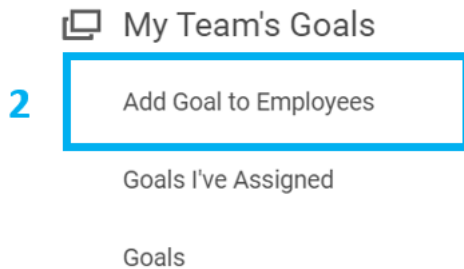 My Team's Goals
2
Add Goal to Employees
Goals I've Assigned
Goals